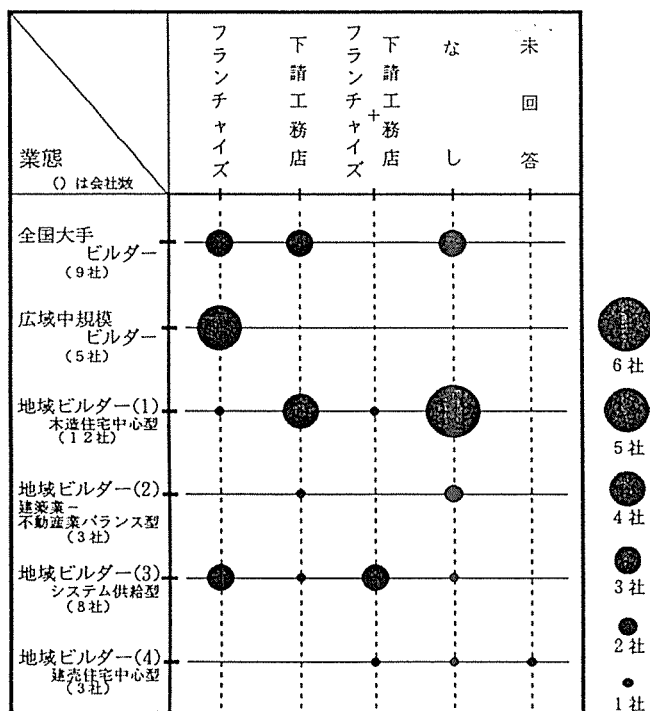 フランチャイズ
下請工務店
フランチャイズ
+
下請工務店
なし
未回答
業態
()は会社数
全国大手
ビルダー
(9社)
広域中規模
ビルダー
(5社)
地域ビルダー(1)
木造住宅中心型
(12社)
地域ビルダー(2)
建築業-
不動産業バランス型
(3社)
地域ビルダー(3)
システム供給型
(8社)
地域ビルダー(4)
建売住宅中心型
(3社)
6社
5社
4社
3社
2社
1社